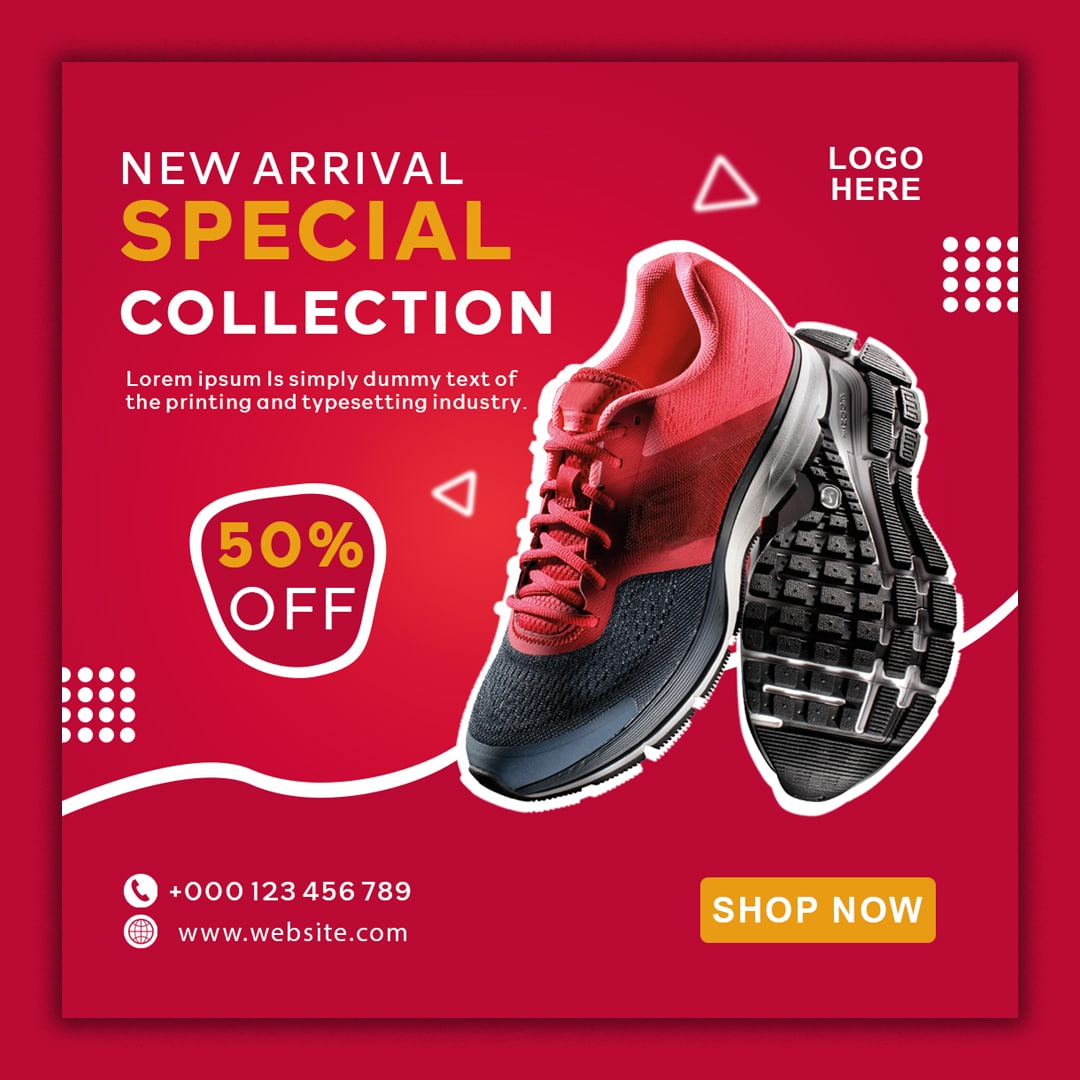 NEW ARRIVAL
SPECIAL
COLLECTION
LOGO
HERE
Lorem ipsum Is simply dummy text of
the printing and typesetting industry.
50%
OFF
+000 123 456 789
www.website.com
SHOP NOW